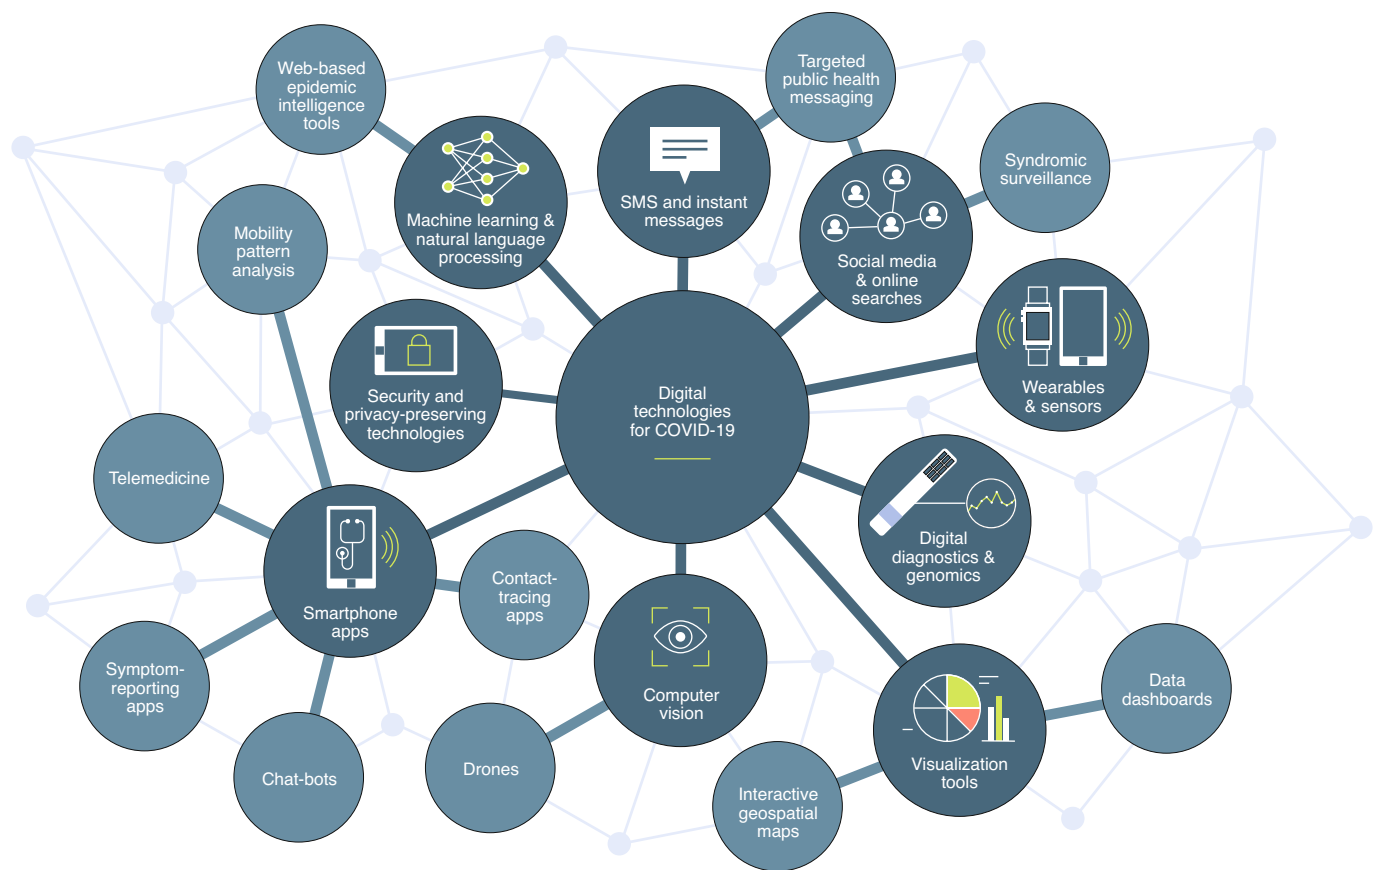 Web-based
epidemic
intelligence
tools
Targeted
public health
messaging
Machine learning &
natural language
processing
SMS and instant
messages
Syndromic
surveillance
Mobility
pattern
analysis
Social media
& online
searches
Security and
privacy-preserving
technologies
Digital
technologies
for COVID-19
Wearables
& sensors
Telemedicine
Digital
diagnostics &
genomics
Smartphone
apps
Contact-
tracing
apps
Symptom-
reporting
apps
Computer
vision
Data
dashboards
Chat-bots
Drones
Visualization
tools
Interactive
geospatial
maps